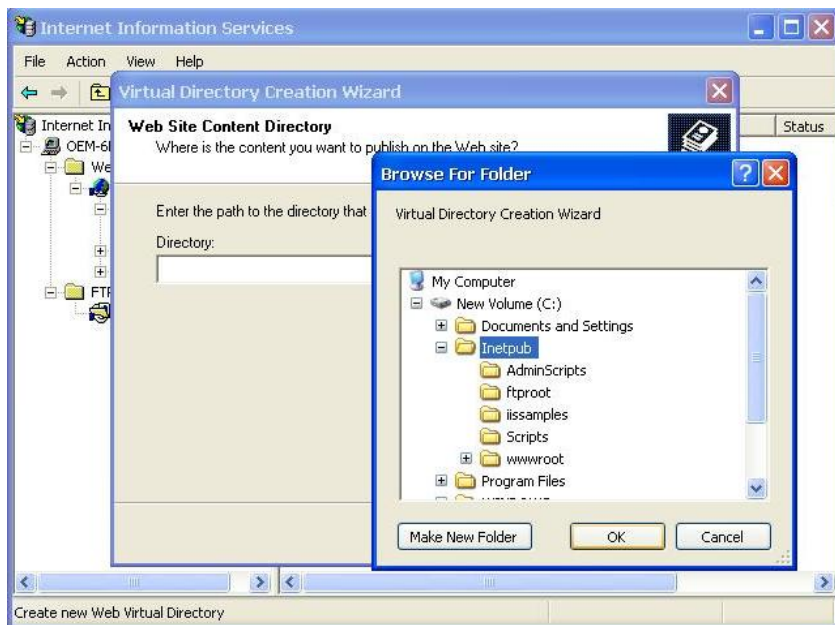 Internet Information Services
File Action View Help
Virtual Directory Creation Wizard
Internet In
Status
Web Site Content Directory
Where is the content you want to publish on the Web site?
OEM-6
We
Browse For Folder
Enter the path to the directory that
Virtual Directory Creation Wizard
Directory:
FTP
My Computer
New Volume (C:)
Documents and Settings
Inetpub
AdminScripts
ftproot
iissamples
Scripts
wwwroot
Program Files
Make New Folder
OK
Cancel
Create new Web Virtual Directory